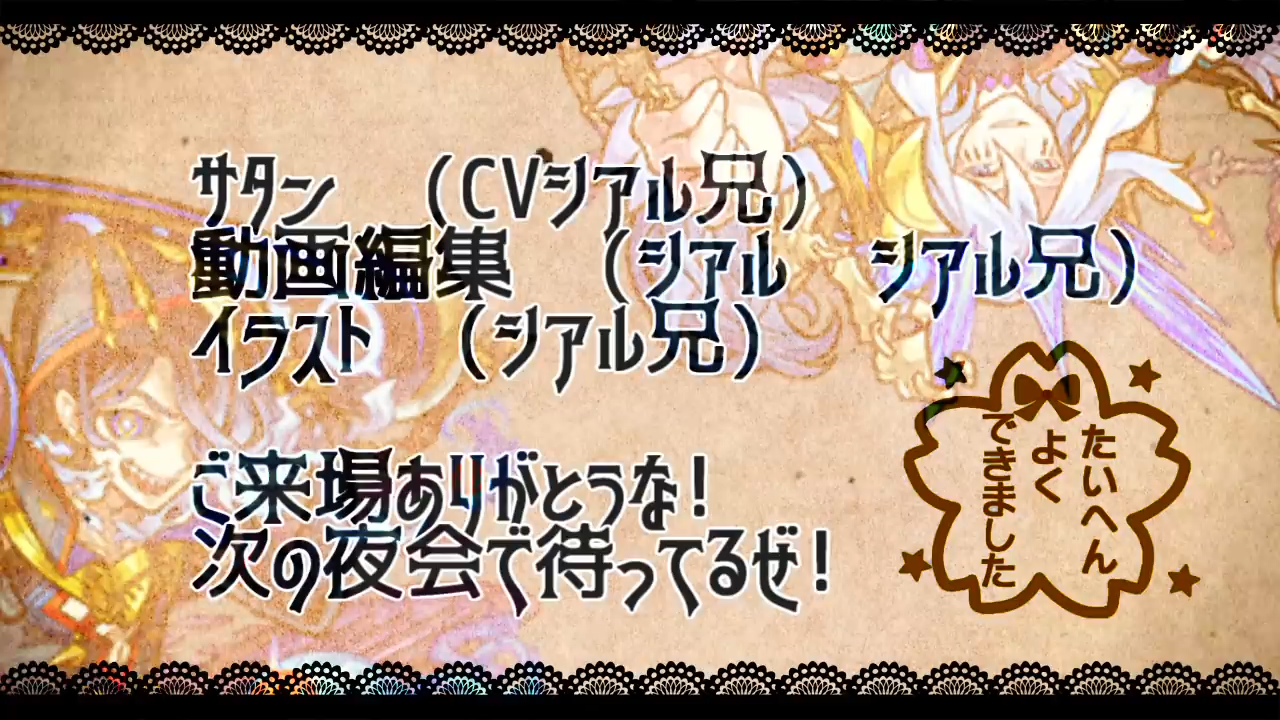 サタン　（CVシアル兄）
動画編集　（シアル　シアル兄）
イラスト　（シアル兄）
ご来場ありがとうな！
次の夜会で待ってるぜ！
たいへん
よく
できました